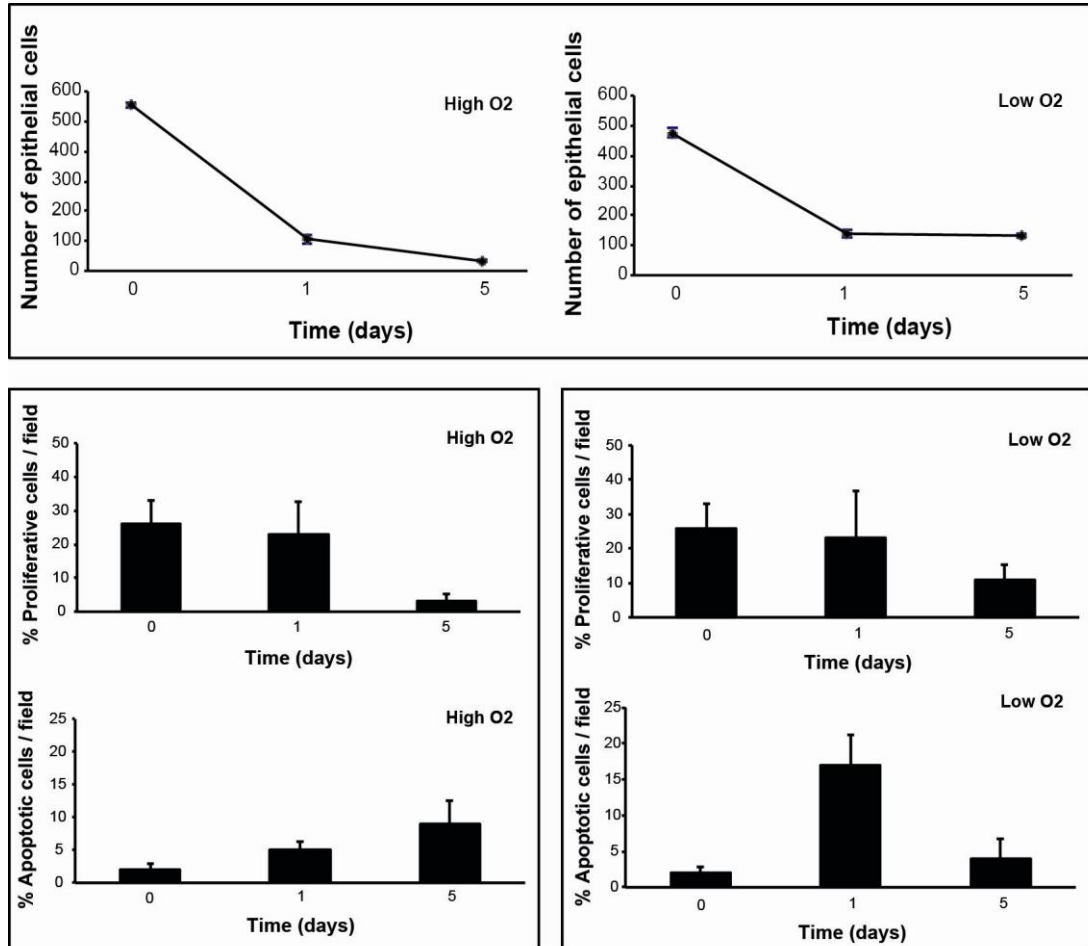 Number of epithelial cells
600
500
400
300
200
100
0
High O2
0 1 5
Time (days)
Number of epithelial cells
600
500
400
300
200
100
0
Low O2
0 1 5
Time (days)
% Proliferative cells / field
50
40
30
20
10
0
High O2
0 1 5
Time (days)
% Apoptotic cells / field
25
20
15
10
5
0
High O2
0 1 5
Time (days)
% Proliferative cells / field
50
40
30
20
10
0
Low O2
0 1 5
Time (days)
% Apoptotic cells / field
25
20
15
10
5
0
Low O2
0 1 5
Time (days)